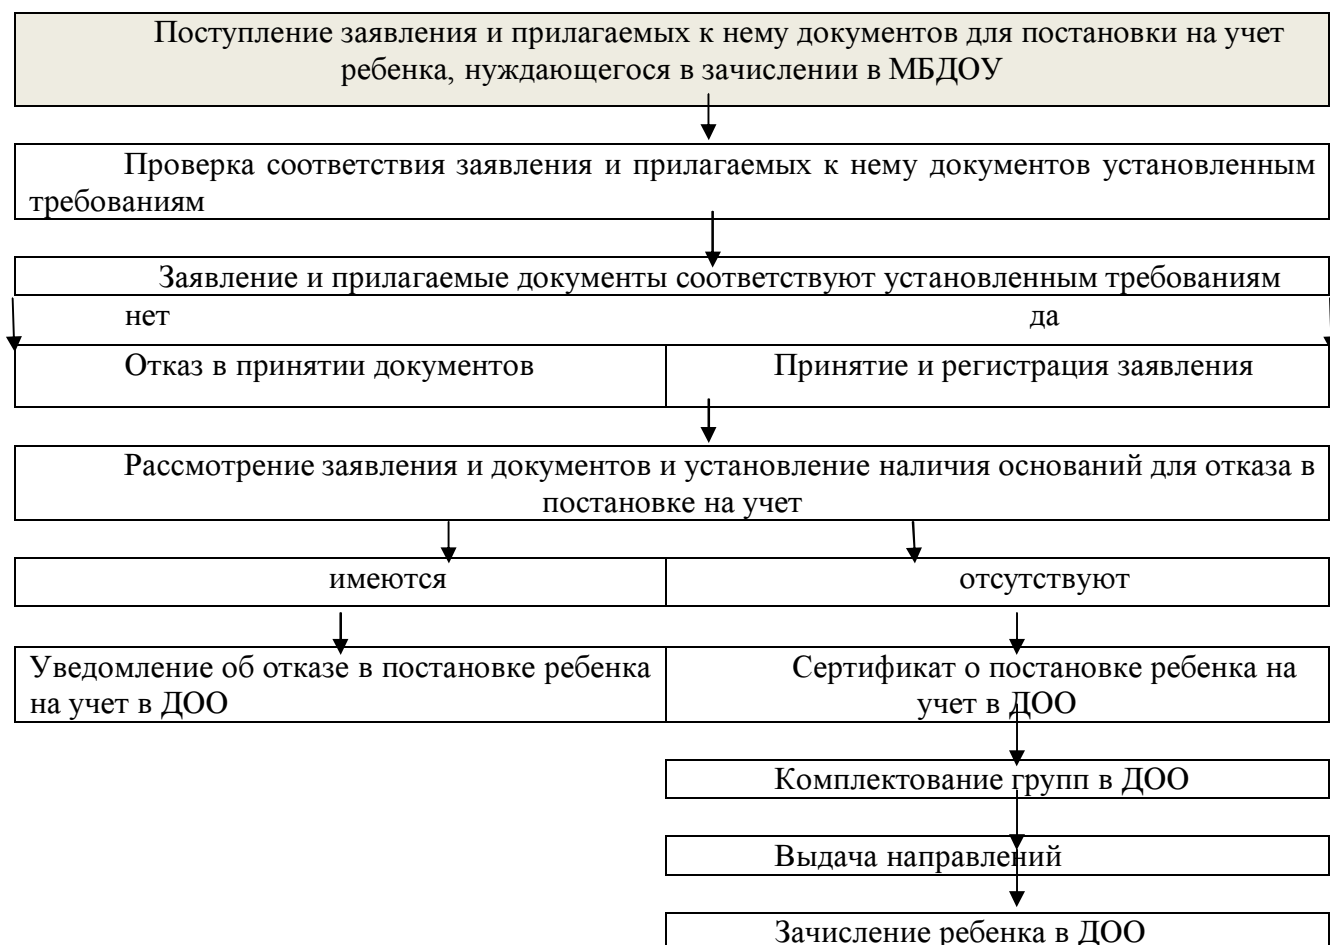 Поступление заявления и прилагаемых к нему документов для постановки на учет
ребенка, нуждающегося в зачислении в МБДОУ
Проверка соответствия заявления и прилагаемых к нему документов установленным
требованиям
Заявление и прилагаемые документы соответствуют установленным требованиям
нет
да
Отказ в принятии документов
Принятие и регистрация заявления
Рассмотрение заявления и документов и установление наличия оснований для отказа в
постановке на учет
имеются
отсутствуют
Уведомление об отказе в постановке ребенка
на учет в ДОО
Сертификат о постановке ребенка на
учет в ДОО
Комплектование групп в ДОО
Выдача направлений
Зачисление ребенка в ДОО